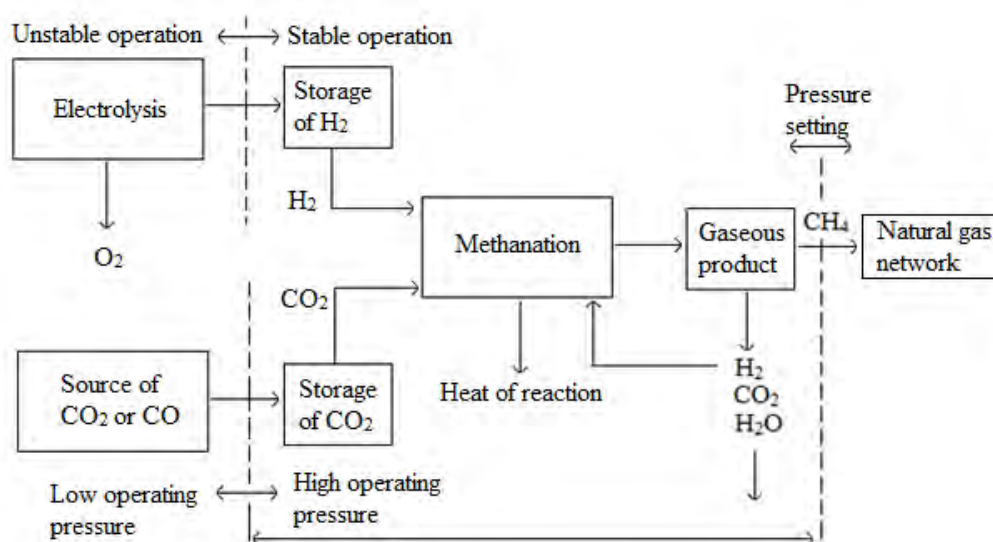 Unstable operation
Stable operation
Electrolysis
Storage
of H₂
Pressure
setting
H₂
O₂
Methanation
Gaseous
product
CH₄
Natural gas
network
CO₂
Source of
CO₂ or CO
Storage
of CO₂
Heat of reaction
H₂
CO₂
H₂O
Low operating
pressure
High operating
pressure